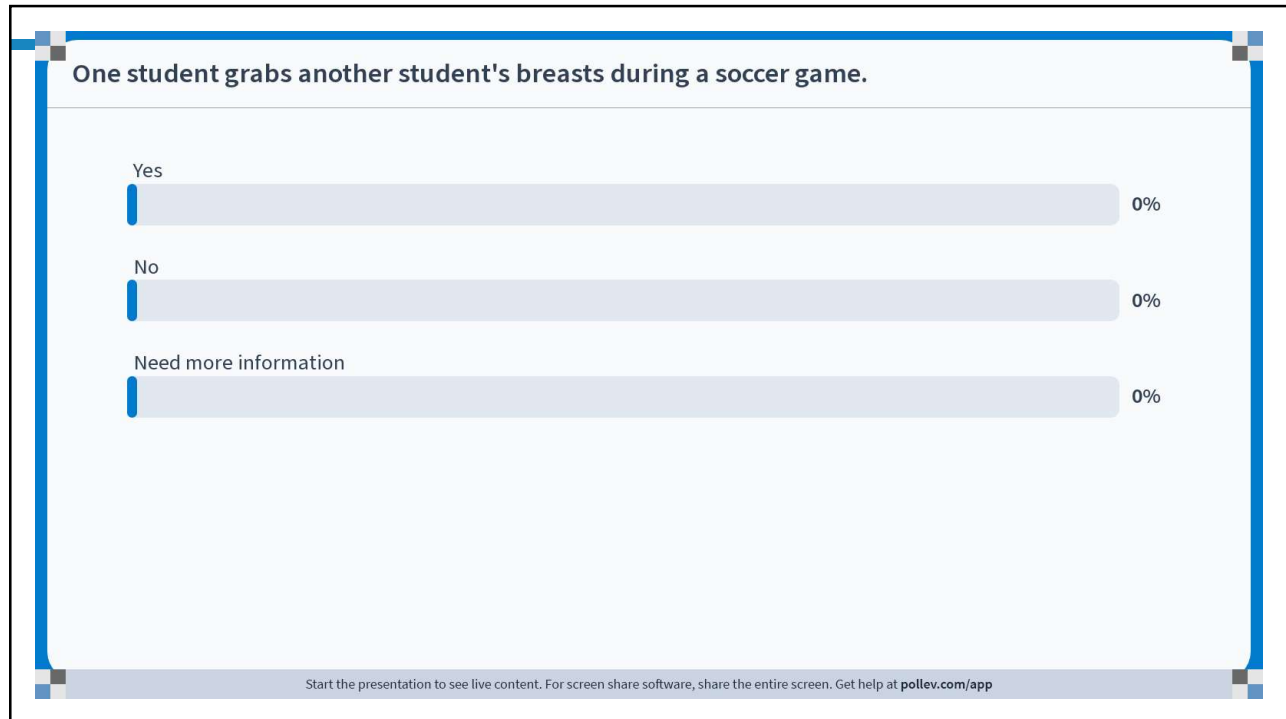 One student grabs another student's breasts during a soccer game.
Yes
0%
No
0%
Need more information
0%
Start the presentation to see live content. For screen share software, share the entire screen. Get help at pollev.com/app